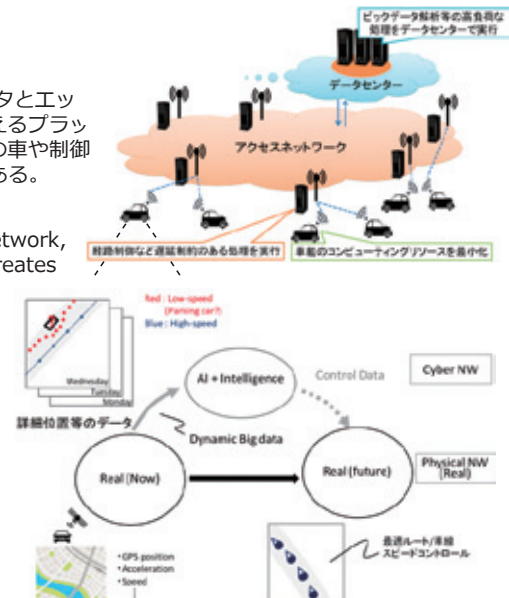 ビックデータ解析等の高負荷な
処理をデータセンターで実行
データセンター
タとエッ
えるプラッ
の車や制御
ある。
アクセスネットワーク
etwork,
reates
経路制御など遅延制約のある処理を実行
車載のコンピューティングリソースを最小化
Red : Low-speed
(Parking car?)
Blue : High-speed
Wednesday
Tuesday
Monday
詳細位置等のデータ
AI + Intelligence
Control Data
Cyber NW
Dynamic Big data
Real (Now)
Real (future)
Physical NW
(Real)
•GPS position
•Acceleration
•Speed
最適ルート/車線
スピードコントロール